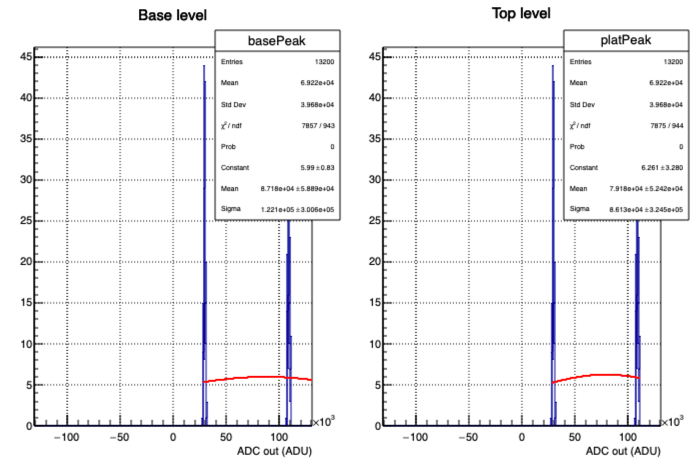 Base level
basePeak
Entries 13200
Mean 6.922e+04
Std Dev 3.968e+04
χ² / ndf 7857 / 943
Prob 0
Constant 5.99 ± 0.83
Mean 8.718e+04 ± 5.889e+04
Sigma 1.221e+05 ± 3.006e+05
45
40
35
30
25
20
15
10
5
0
−100 −50 0 50 100
×10³
ADC out (ADU)
Top level
platPeak
Entries 13200
Mean 6.922e+04
Std Dev 3.968e+04
χ² / ndf 7875 / 944
Prob 0
Constant 6.261 ± 3.280
Mean 7.918e+04 ± 5.242e+04
Sigma 8.613e+04 ± 3.245e+05
45
40
35
30
25
20
15
10
5
0
−100 −50 0 50 100
×10³
ADC out (ADU)